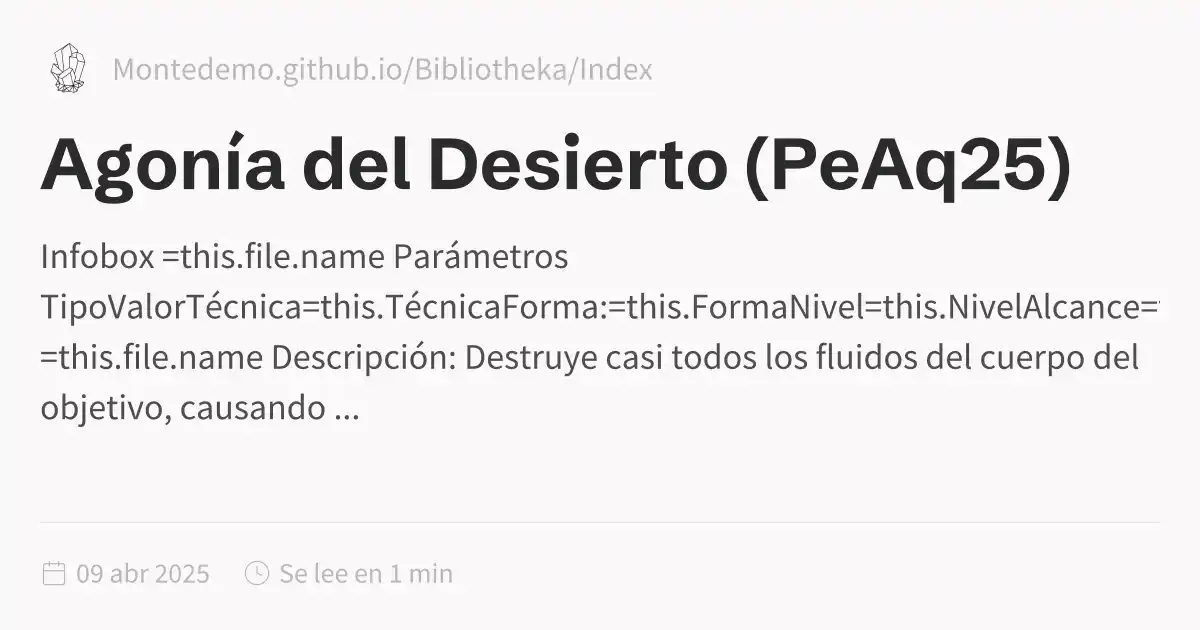 Montedemo.github.io/Bibliotheka/Index
Agonía del Desierto (PeAq25)
Infobox =this.file.name Parámetros
TipoValorTécnica=this.TécnicaForma:=this.FormaNivel=this.NivelAlcance=
=this.file.name Descripción: Destruye casi todos los fluidos del cuerpo del
objetivo, causando ...
09 abr 2025 Se lee en 1 min